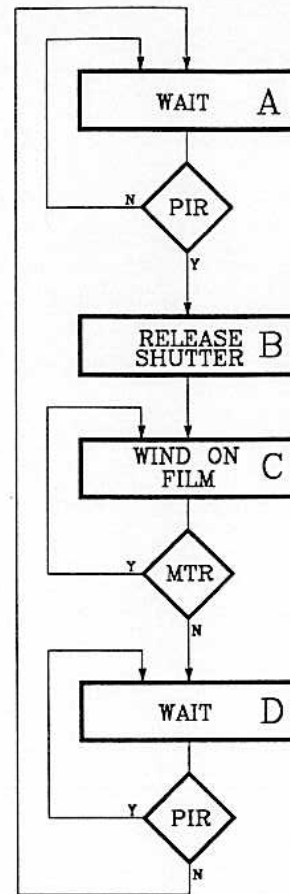 WAIT A
PIR
N
Y
RELEASE
SHUTTER B
WIND ON
FILM C
MTR
Y
N
WAIT D
PIR
Y
N